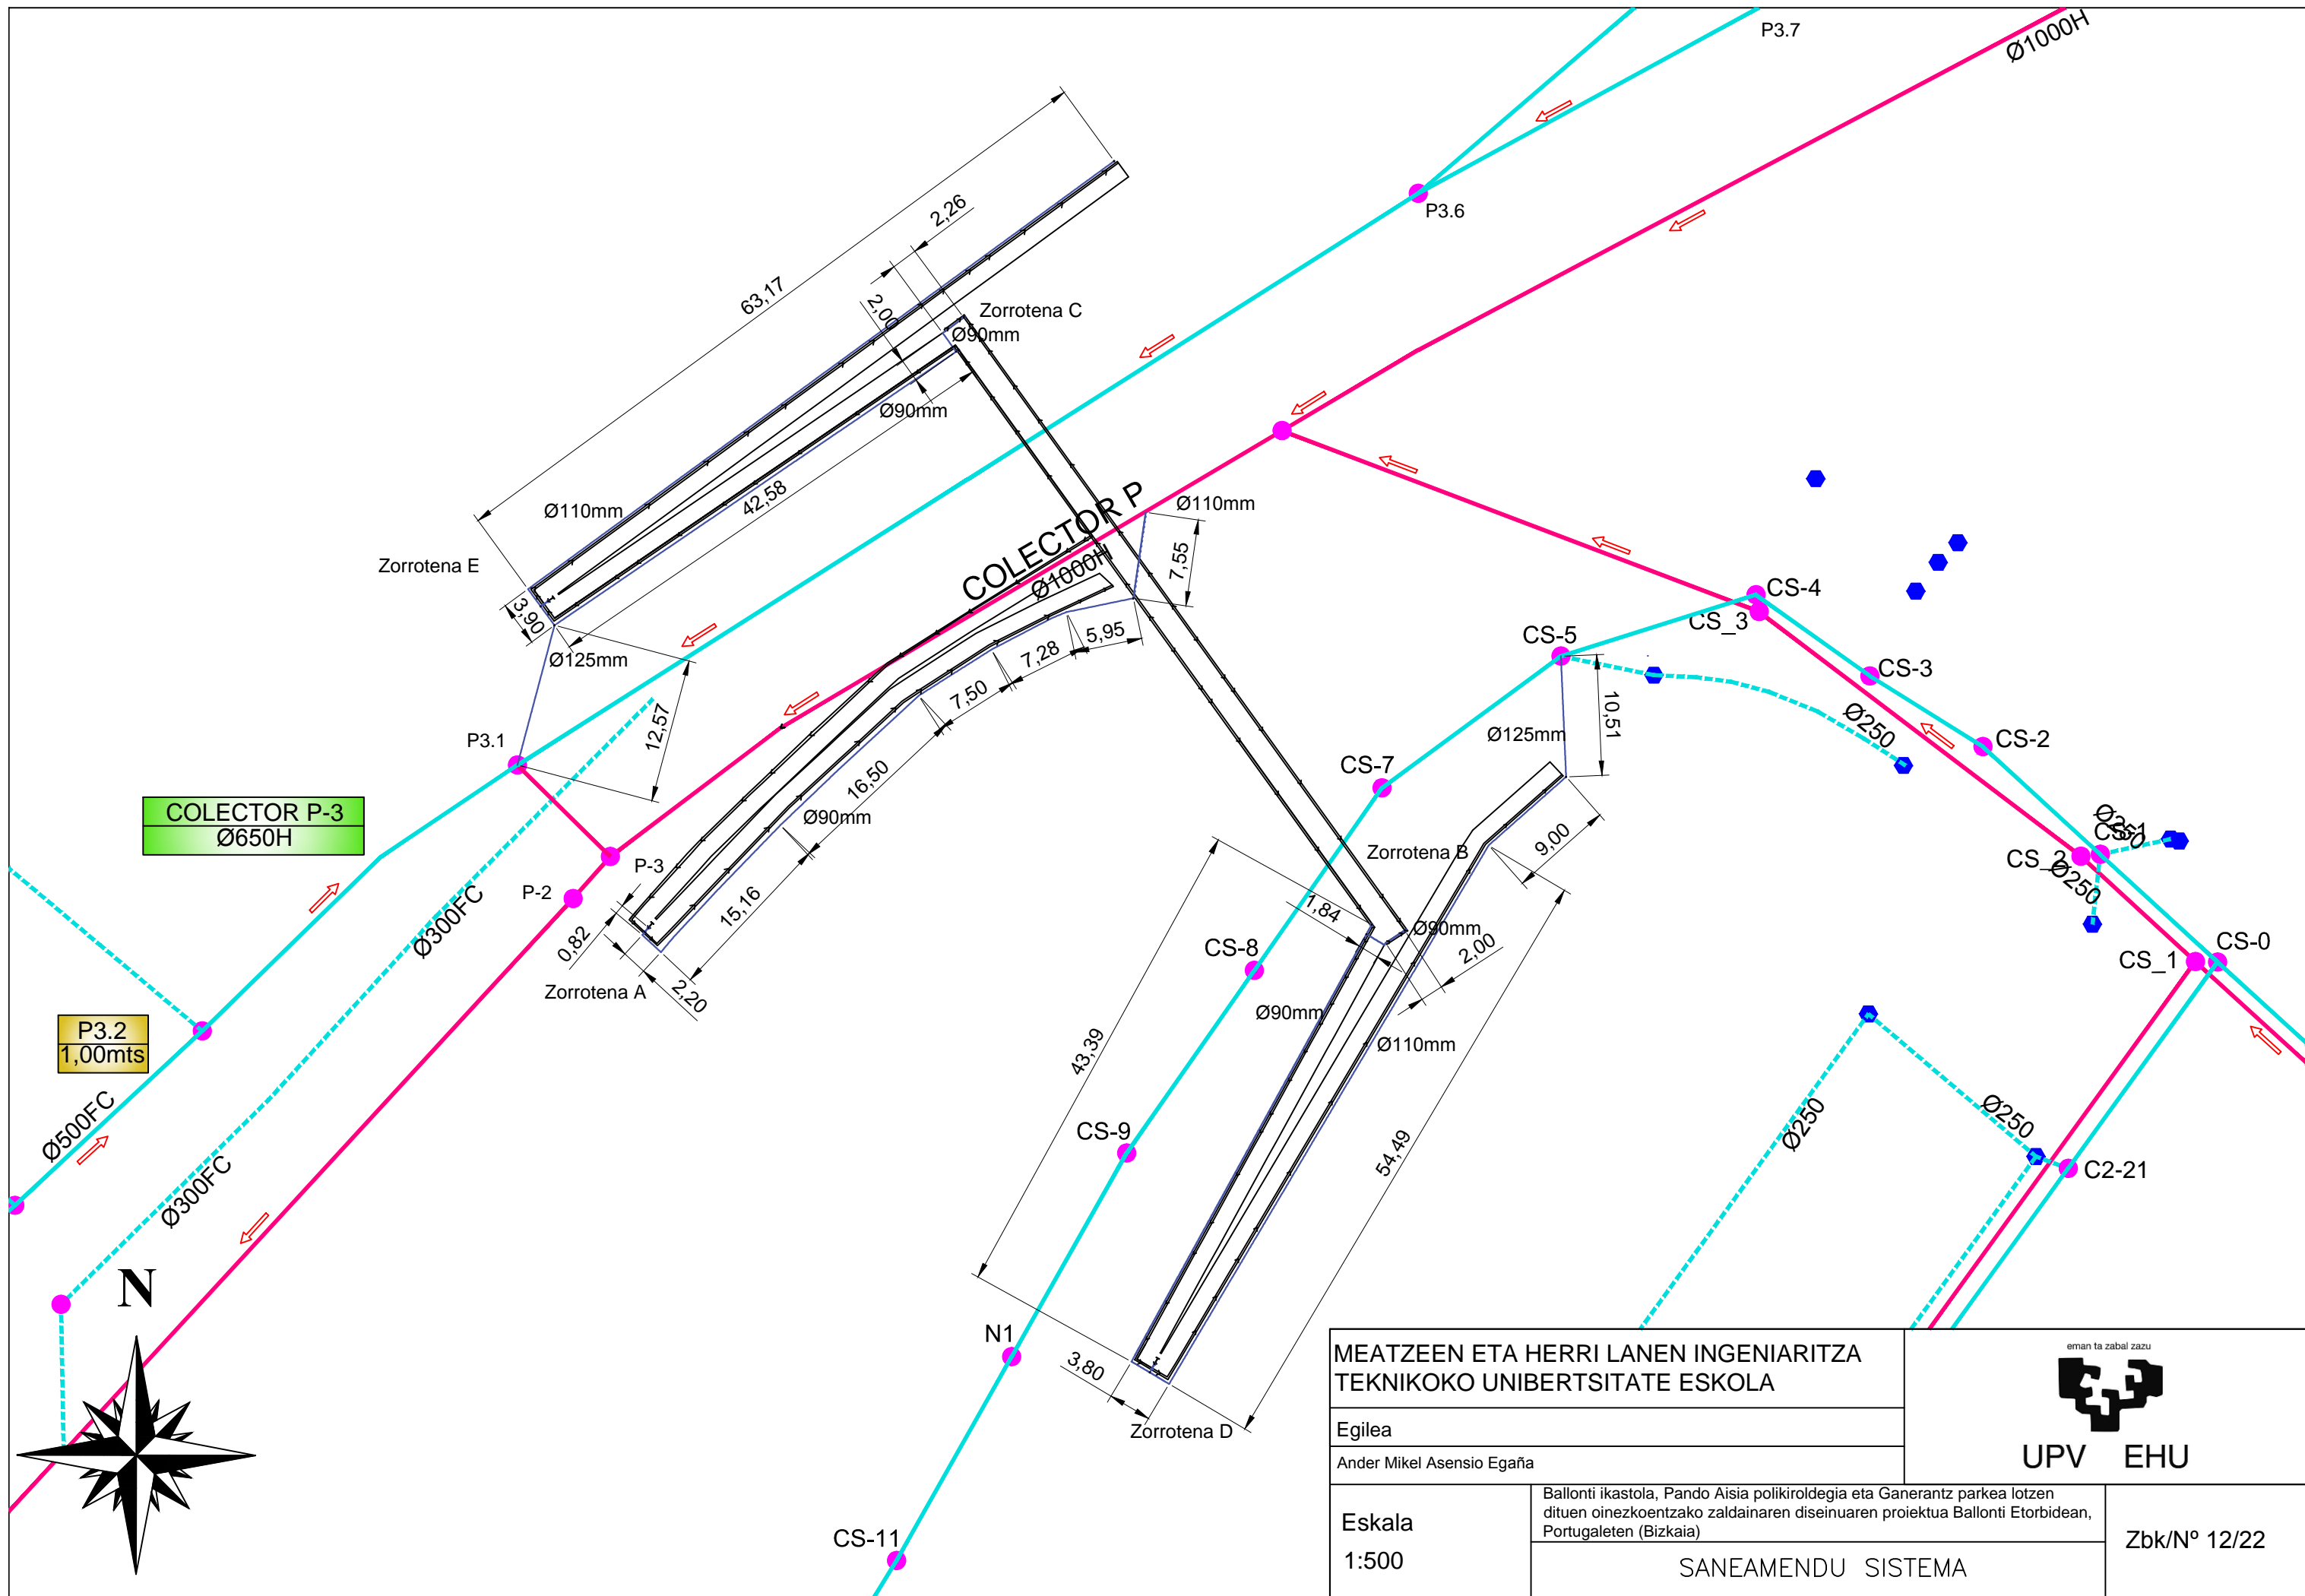 P3.7
Ø1000H
P3.6
2,26
63,17
2,00
Zorrotena C
Ø90mm
Ø90mm
42,58
Ø110mm
Zorrotena E
3,90
Ø125mm
12,57
COLECTOR P
Ø1000H
Ø110mm
7,55
5,95
7,28
7,50
16,50
Ø90mm
15,16
P3.1
COLECTOR P-3
Ø650H
P-3
P-2
0,82
2,20
Zorrotena A
Ø300FC
P3.2
1,00mts
Ø500FC
Ø300FC
N
CS-4
CS_3
CS-5
CS-3
CS-2
Ø250
10,51
Ø125mm
CS-7
9,00
Zorrotena B
1,84
Ø90mm
2,00
CS-8
Ø90mm
Ø110mm
43,39
54,49
CS-9
N1
3,80
Zorrotena D
CS-11
Ø250
CS-1
CS_2
Ø250
CS-0
CS_1
Ø250
Ø250
C2-21
MEATZEEN ETA HERRI LANEN INGENIARITZA
TEKNIKOKO UNIBERTSITATE ESKOLA
Egilea
Ander Mikel Asensio Egaña
eman ta zabal zazu
UPV EHU
Eskala
1:500
Ballonti ikastola, Pando Aisia polikiroldegia eta Ganerantz parkea lotzen
dituen oinezkoentzako zaldainaren diseinuaren proiektua Ballonti Etorbidean,
Portugaleten (Bizkaia)
SANEAMENDU SISTEMA
Zbk/Nº 12/22